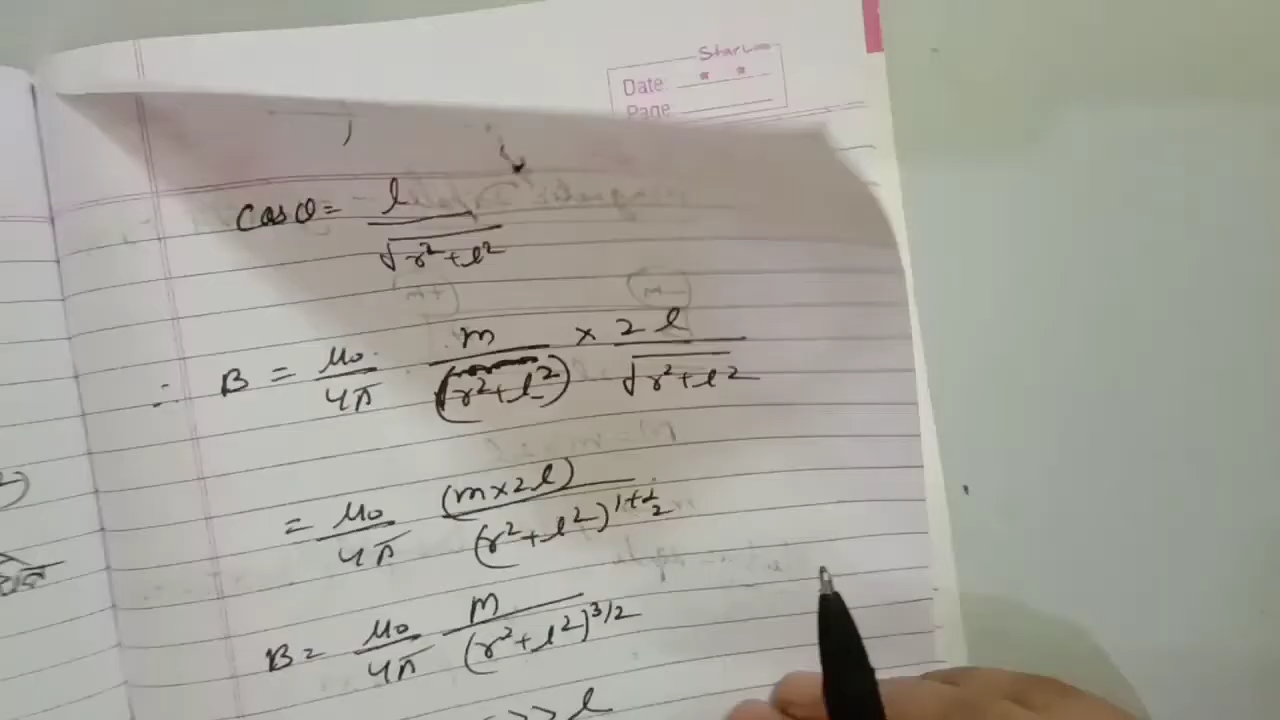 Date:
Page
cos θ = l / √(r² + l²)
∴ B = μ₀/4π · m/(r² + l²) × 2l/√(r² + l²)
= μ₀/4π (m × 2l)/(r² + l²)^(1+1/2)
B = μ₀/4π M/(r² + l²)^(3/2)
>> l